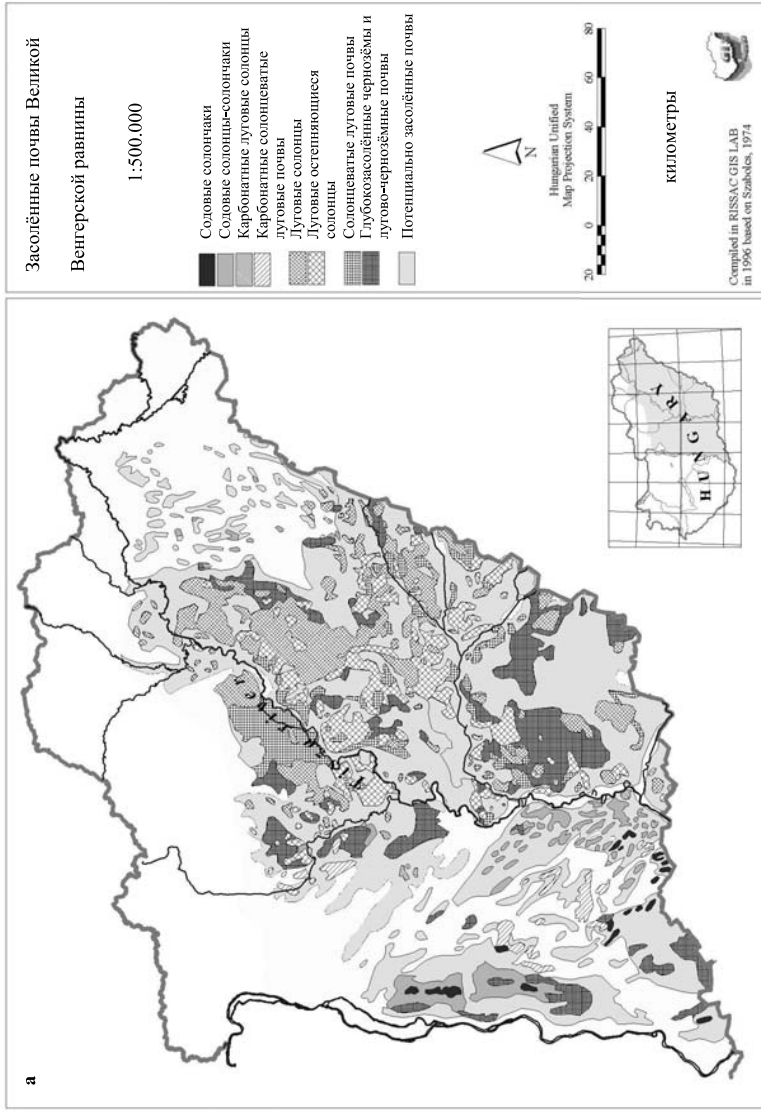 а
Засолённые почвы Великой
Венгерской равнины
1:500.000
Содовые солончаки
Содовые солонцы-солончаки
Карбонатные луговые солонцы
Карбонатные солонцеватые
луговые почвы
Луговые солонцы
Луговые остепняющиеся
солонцы
Солонцеватые луговые почвы
Глубокозасолённые чернозёмы и
лугово-чернозёмные почвы
Потенциально засолённые почвы
N
Hungarian Unified
Map Projection System
20 0 20 40 60 80
километры
Compiled in RISSAC GIS LAB
in 1996 based on Szabolcs, 1974
HUNGARY